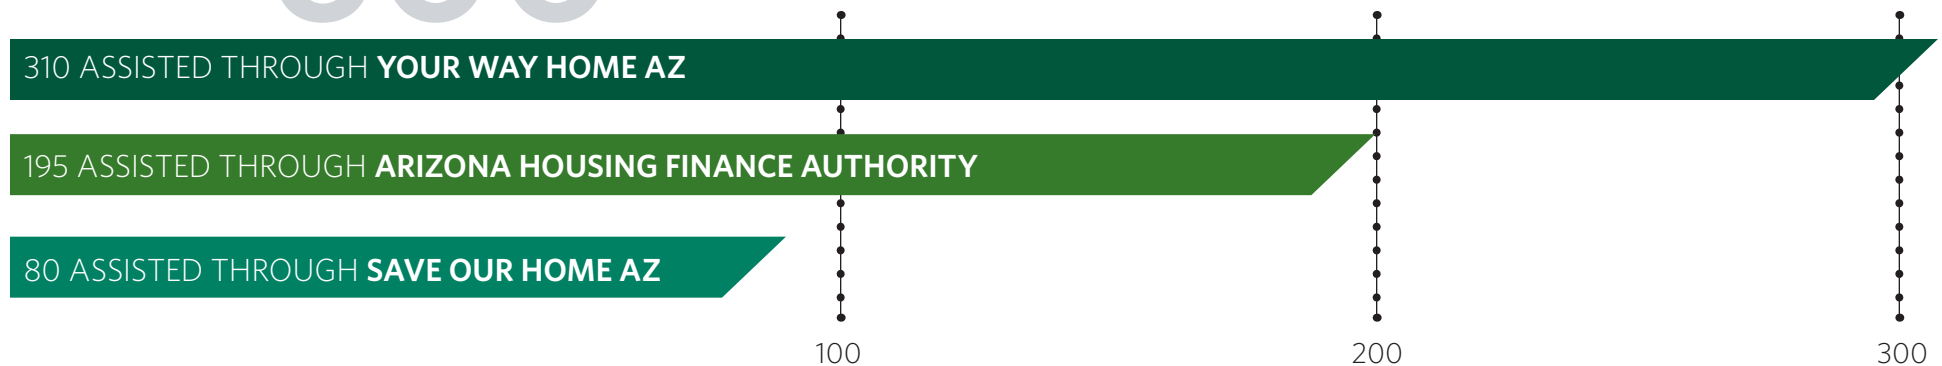 310 ASSISTED THROUGH YOUR WAY HOME AZ
195 ASSISTED THROUGH ARIZONA HOUSING FINANCE AUTHORITY
80 ASSISTED THROUGH SAVE OUR HOME AZ
100 200 300